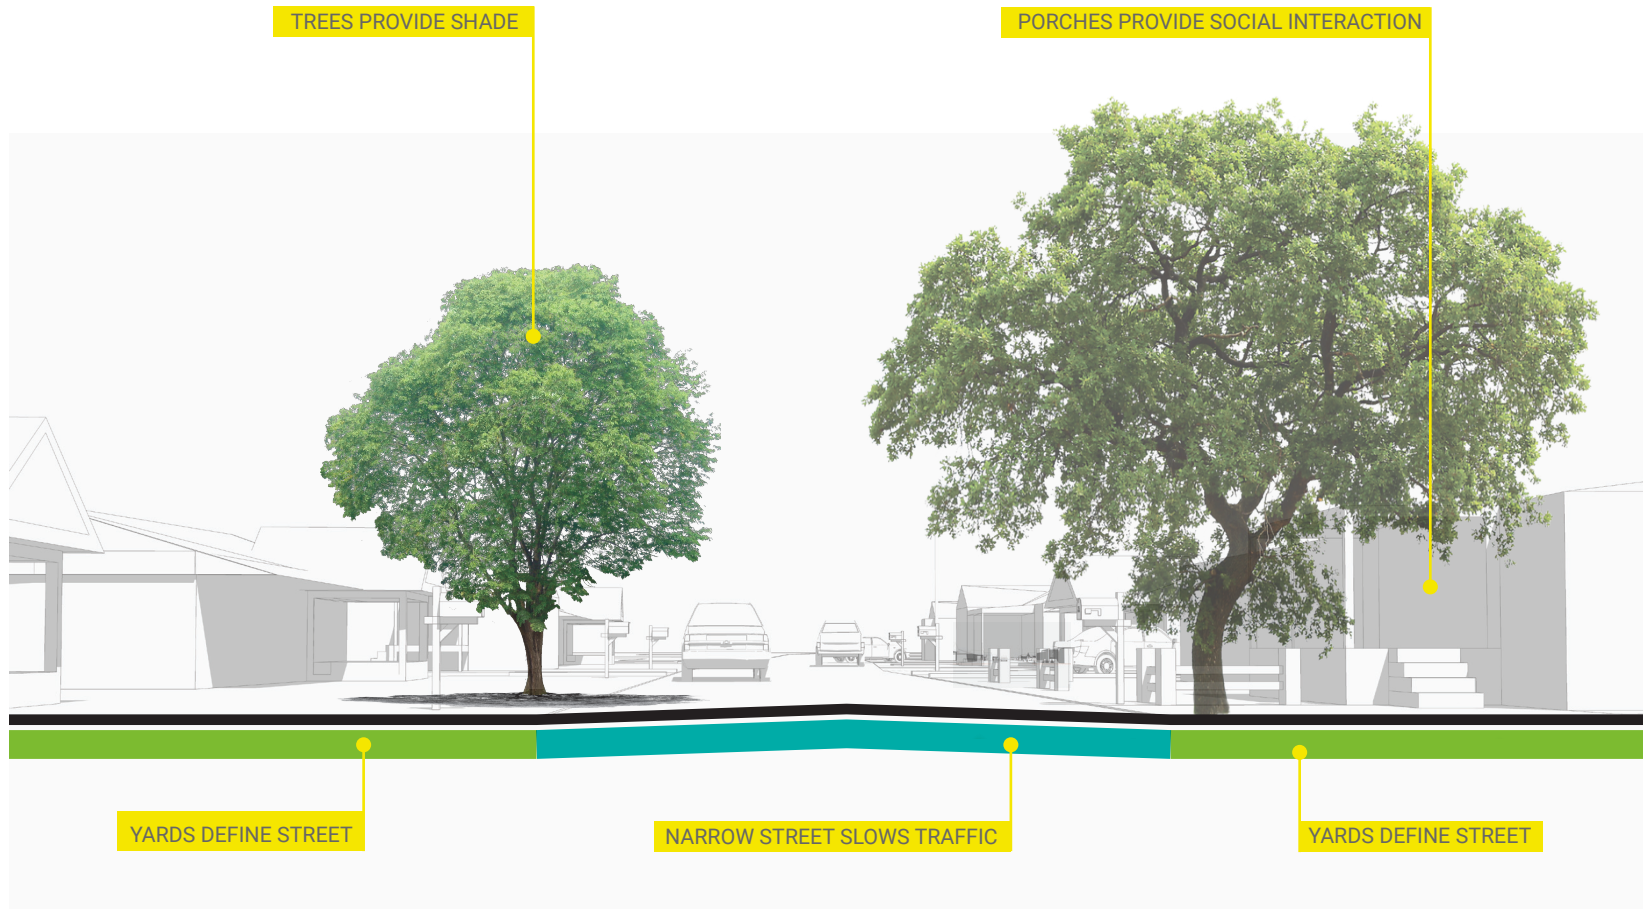 TREES PROVIDE SHADE
PORCHES PROVIDE SOCIAL INTERACTION
YARDS DEFINE STREET
NARROW STREET SLOWS TRAFFIC
YARDS DEFINE STREET